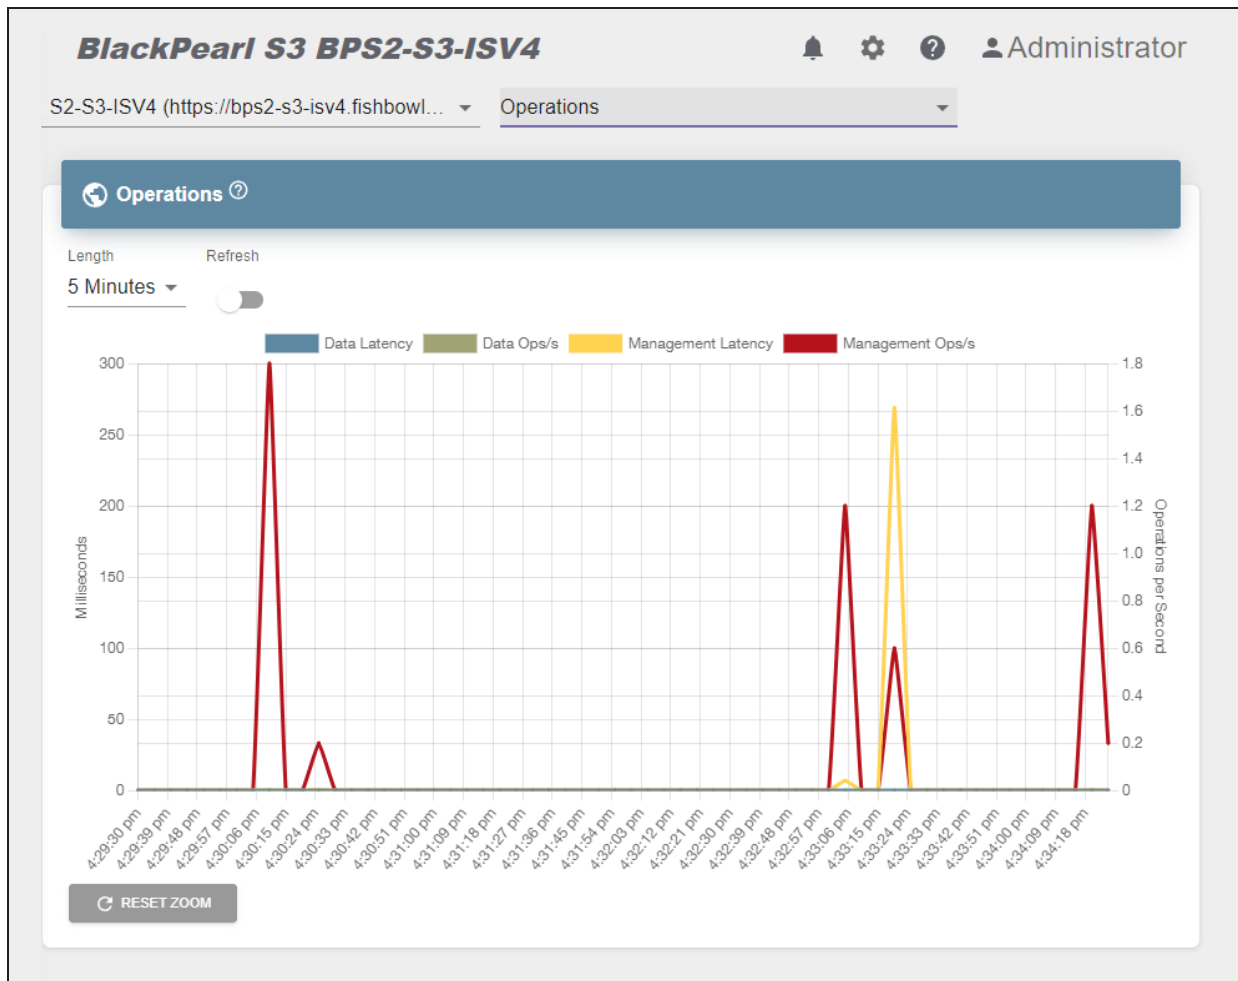 BlackPearl S3 BPS2-S3-ISV4
Administrator
S2-S3-ISV4 (https://bps2-s3-isv4.fishbowl...
Operations
Operations
Length
Refresh
5 Minutes
Data Latency
Data Ops/s
Management Latency
Management Ops/s
300
250
200
150
100
50
0
Milliseconds
1.8
1.6
1.4
1.2
1.0
0.8
0.6
0.4
0.2
0
Operations per Second
4:29:30 pm
4:29:39 pm
4:29:48 pm
4:29:57 pm
4:30:06 pm
4:30:15 pm
4:30:24 pm
4:30:33 pm
4:30:42 pm
4:30:51 pm
4:31:00 pm
4:31:09 pm
4:31:18 pm
4:31:27 pm
4:31:36 pm
4:31:45 pm
4:31:54 pm
4:32:03 pm
4:32:12 pm
4:32:21 pm
4:32:30 pm
4:32:39 pm
4:32:48 pm
4:32:57 pm
4:33:06 pm
4:33:15 pm
4:33:24 pm
4:33:33 pm
4:33:42 pm
4:33:51 pm
4:34:00 pm
4:34:09 pm
4:34:18 pm
RESET ZOOM